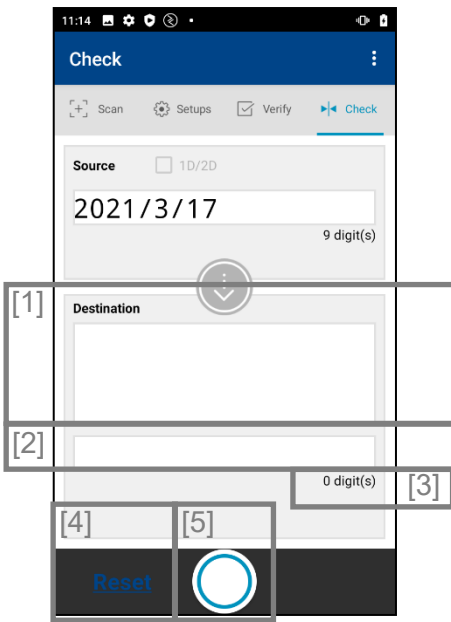 11:14
Check
Scan Setups Verify Check
Source 1D/2D
2021/3/17
9 digit(s)
[1]
Destination
[2]
0 digit(s) [3]
[4] [5]
Reset